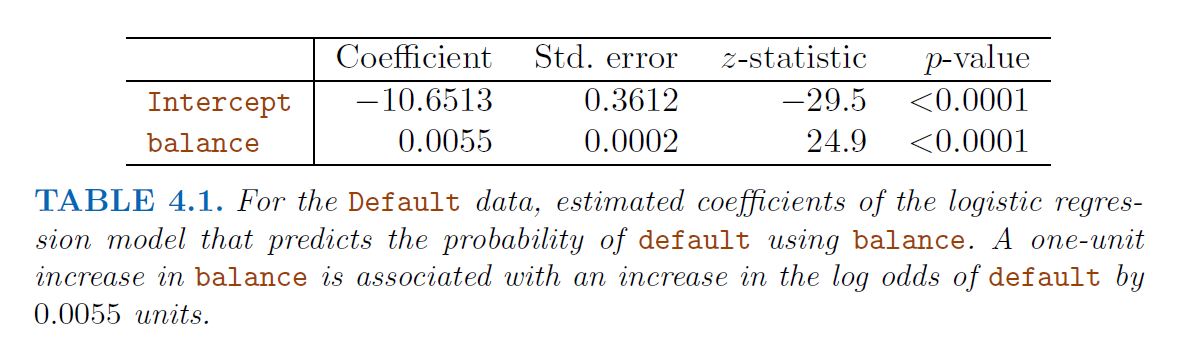 Coefficient Std. error z-statistic p-value
Intercept −10.6513 0.3612 −29.5 <0.0001
balance 0.0055 0.0002 24.9 <0.0001
TABLE 4.1. For the Default data, estimated coefficients of the logistic regres-
sion model that predicts the probability of default using balance. A one-unit
increase in balance is associated with an increase in the log odds of default by
0.0055 units.